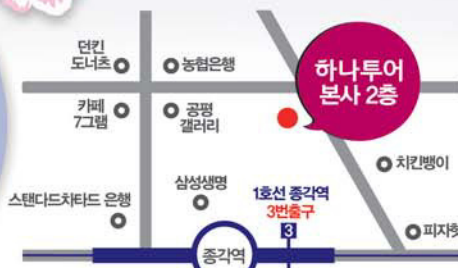 던킨
도너츠
농협은행
하나투어
본사 2층
카페
7그램
공평
갤러리
치킨뱅이
스탠다드차타드 은행
삼성생명
1호선 종각역
3번출구
3
피자헛
종각역